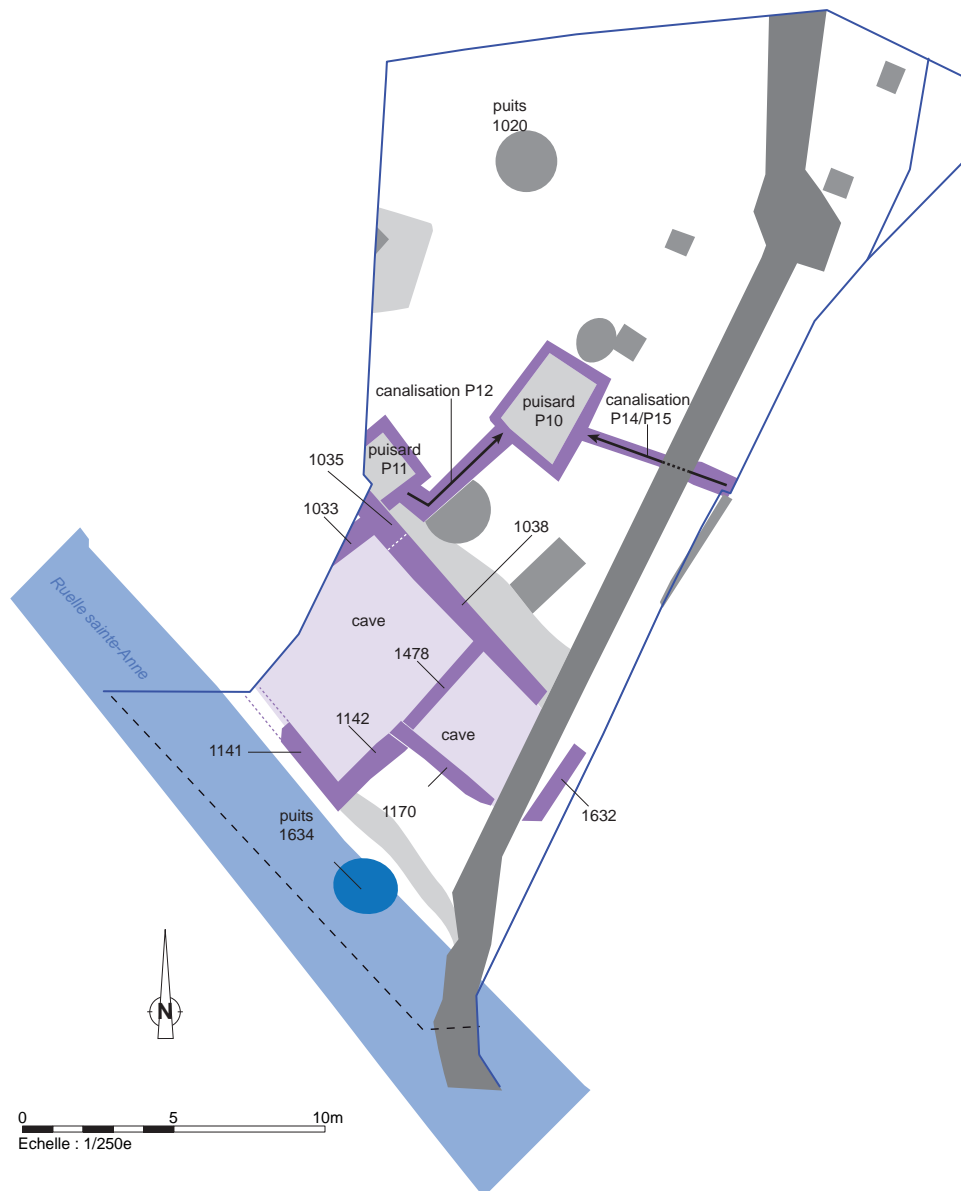 puits
1020
canalisation P12
puisard
P10
canalisation
P14/P15
puisard
P11
1035
1033
1038
Ruelle sainte-Anne
cave
1478
1142
cave
1141
1170
1632
puits
1634
N
0 5 10m
Echelle : 1/250e